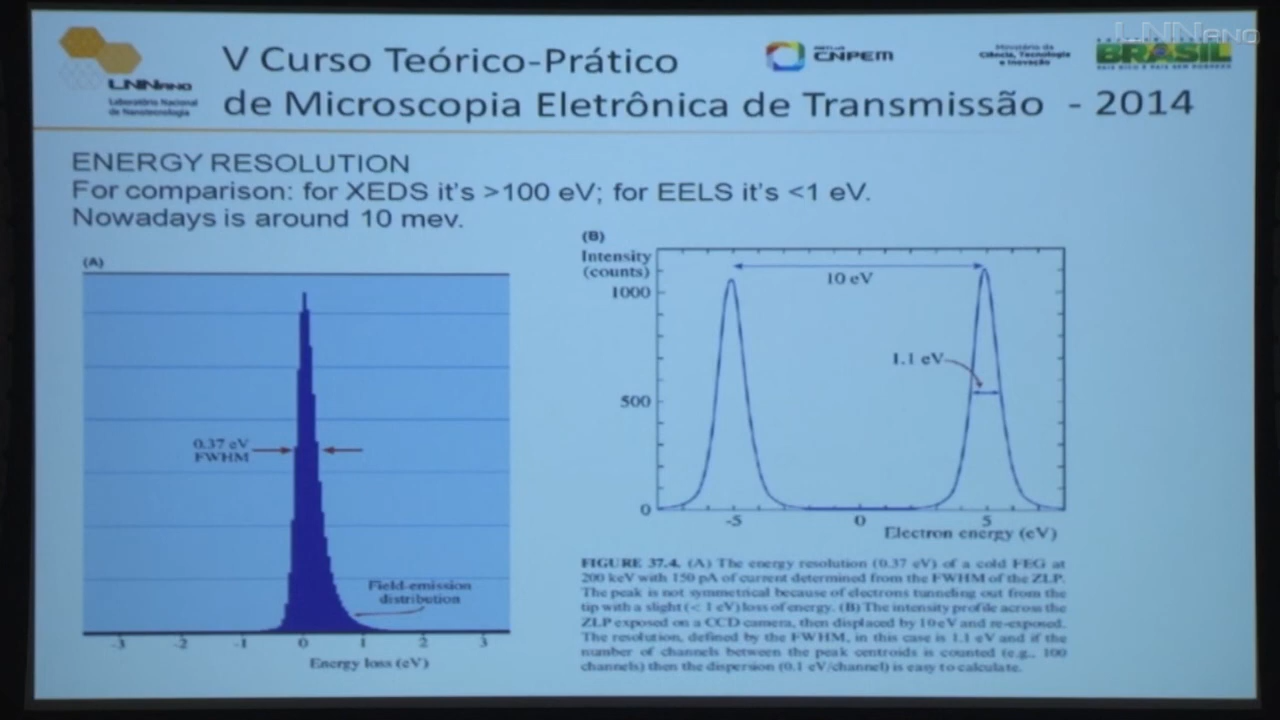 LNNano
V Curso Teórico-Prático
de Microscopia Eletrônica de Transmissão - 2014
LNNano
Laboratório Nacional
de Nanotecnologia
CNPEM
Ministério da
Ciência, Tecnologia
e Inovação
BRASIL
PAÍS RICO É PAÍS SEM POBREZA
ENERGY RESOLUTION
For comparison: for XEDS it's >100 eV; for EELS it's <1 eV.
Nowadays is around 10 mev.
(A)
0.37 eV
FWHM
Field-emission
distribution
-3 -2 -1 0 1 2 3
Energy loss (eV)
(B)
Intensity
(counts)
1000
500
0
10 eV
1.1 eV
-5 0 5
Electron energy (eV)
FIGURE 37.4. (A) The energy resolution (0.37 eV) of a cold FEG at
200 keV with 150 pA of current determined from the FWHM of the ZLP.
The peak is not symmetrical because of electrons tunneling out from the
tip with a slight (< 1 eV) loss of energy. (B) The intensity profile across the
ZLP exposed on a CCD camera, then displaced by 10 eV and re-exposed.
The resolution, defined by the FWHM, in this case is 1.1 eV and if the
number of channels between the peak centroids is counted (e.g., 100
channels) then the dispersion (0.1 eV/channel) is easy to calculate.